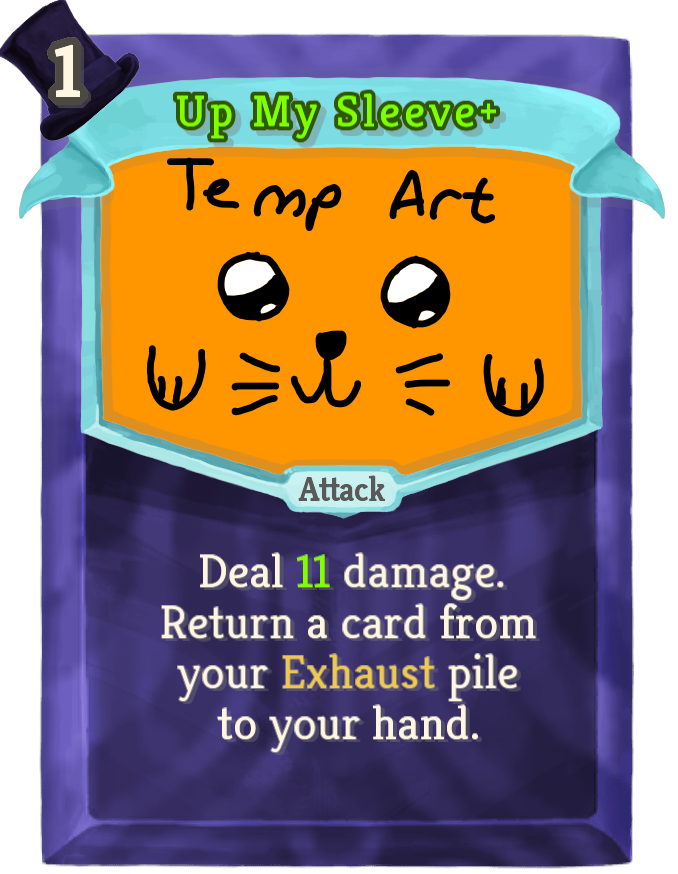 1
Up My Sleeve+
Temp Art
Attack
Deal 11 damage.
Return a card from
your Exhaust pile
to your hand.